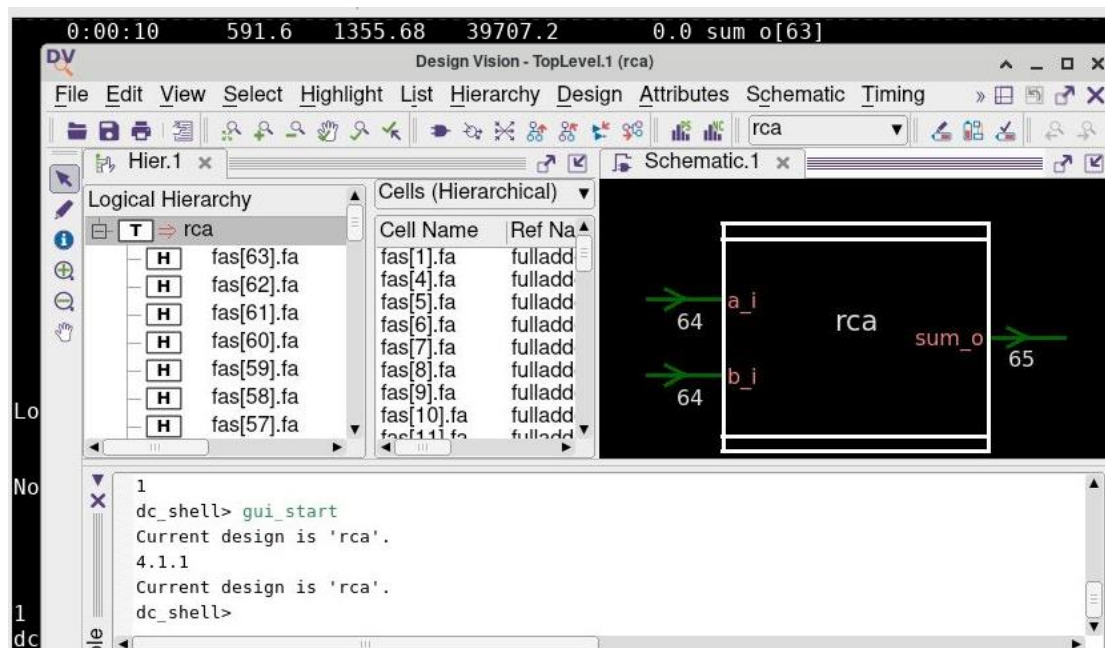 0:00:10 591.6 1355.68 39707.2 0.0 sum_o[63]
DV
Design Vision - TopLevel.1 (rca)
File Edit View Select Highlight List Hierarchy Design Attributes Schematic Timing »
rca
Hier.1
Schematic.1
Logical Hierarchy
T rca
H fas[63].fa
H fas[62].fa
H fas[61].fa
H fas[60].fa
H fas[59].fa
H fas[58].fa
H fas[57].fa
Cells (Hierarchical)
Cell Name Ref Na
fas[1].fa fulladd
fas[4].fa fulladd
fas[5].fa fulladd
fas[6].fa fulladd
fas[7].fa fulladd
fas[8].fa fulladd
fas[9].fa fulladd
fas[10].fa fulladd
fas[11].fa fulladd
a_i
64
rca
sum_o
65
b_i
64
Lo
No
1
dc_shell> gui_start
Current design is 'rca'.
4.1.1
Current design is 'rca'.
dc_shell>
1
dc